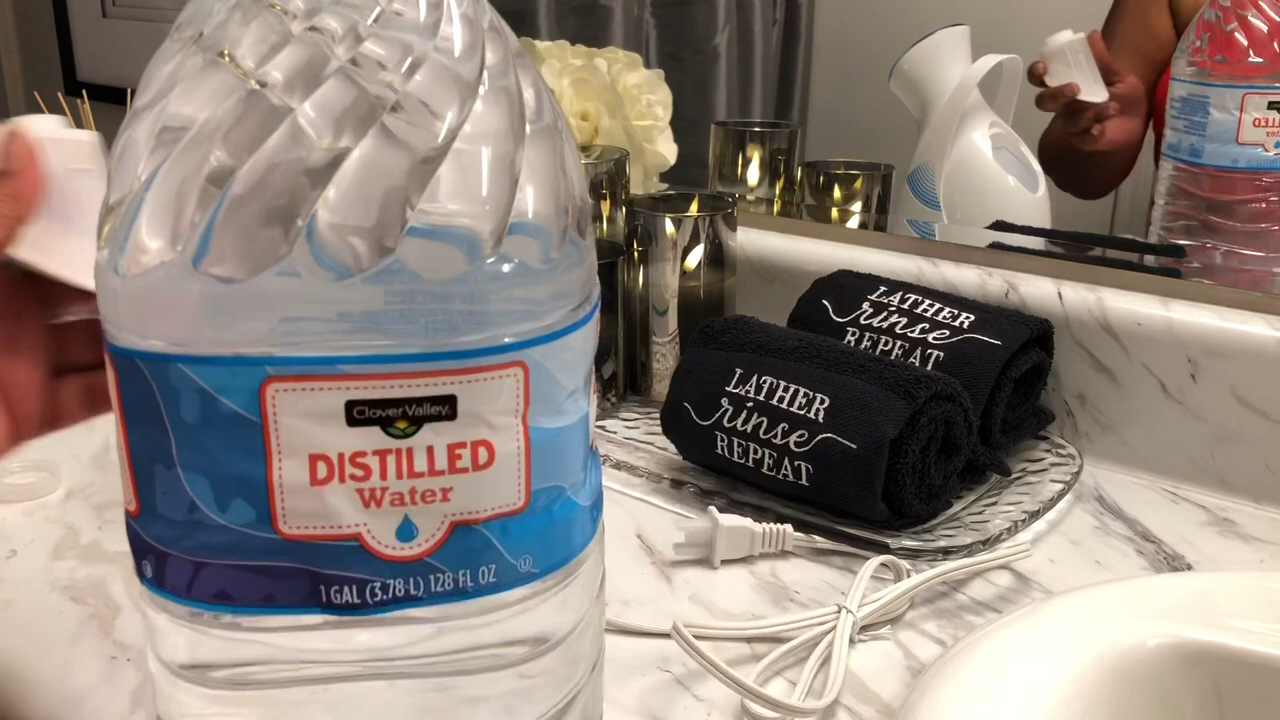 Clover Valley
DISTILLED
Water
1 GAL (3.78 L) 128 FL OZ
U
LATHER
rinse
REPEAT
LATHER
rinse
REPEAT